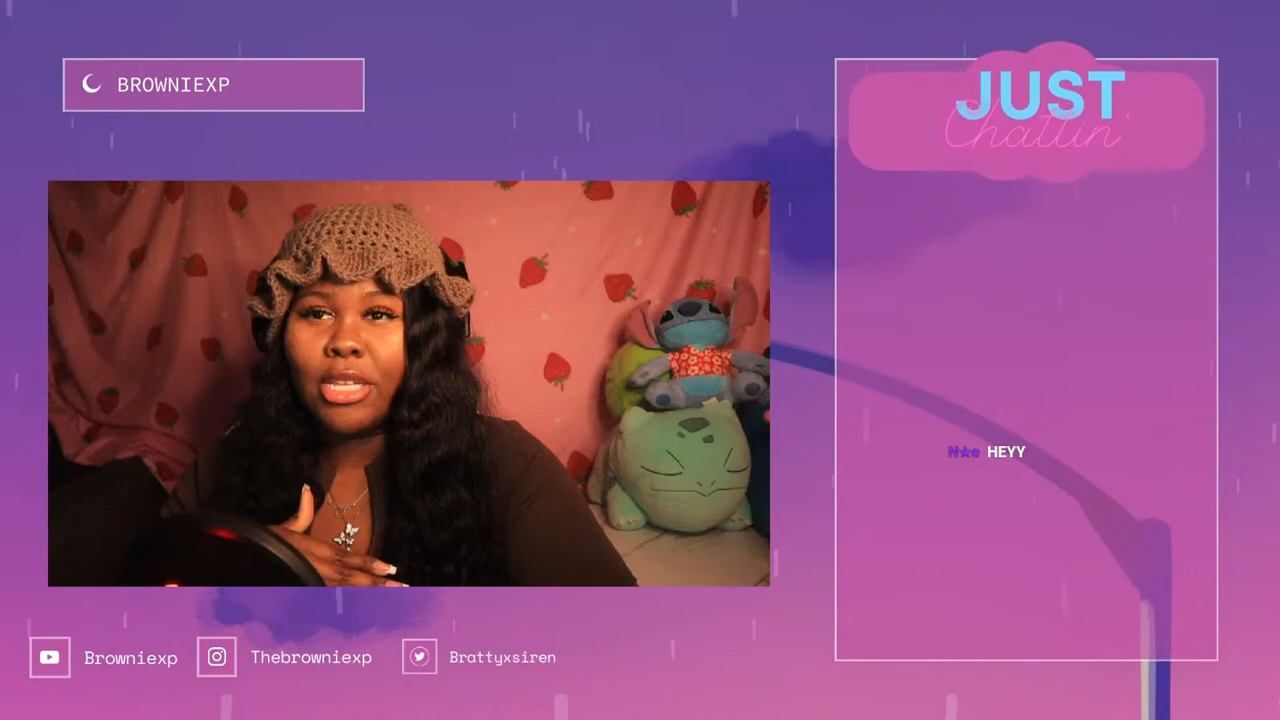 BROWNIEXP
JUST
Chattin'
N★e HEYY
Browniexp
Thebrowniexp
Brattyxsiren